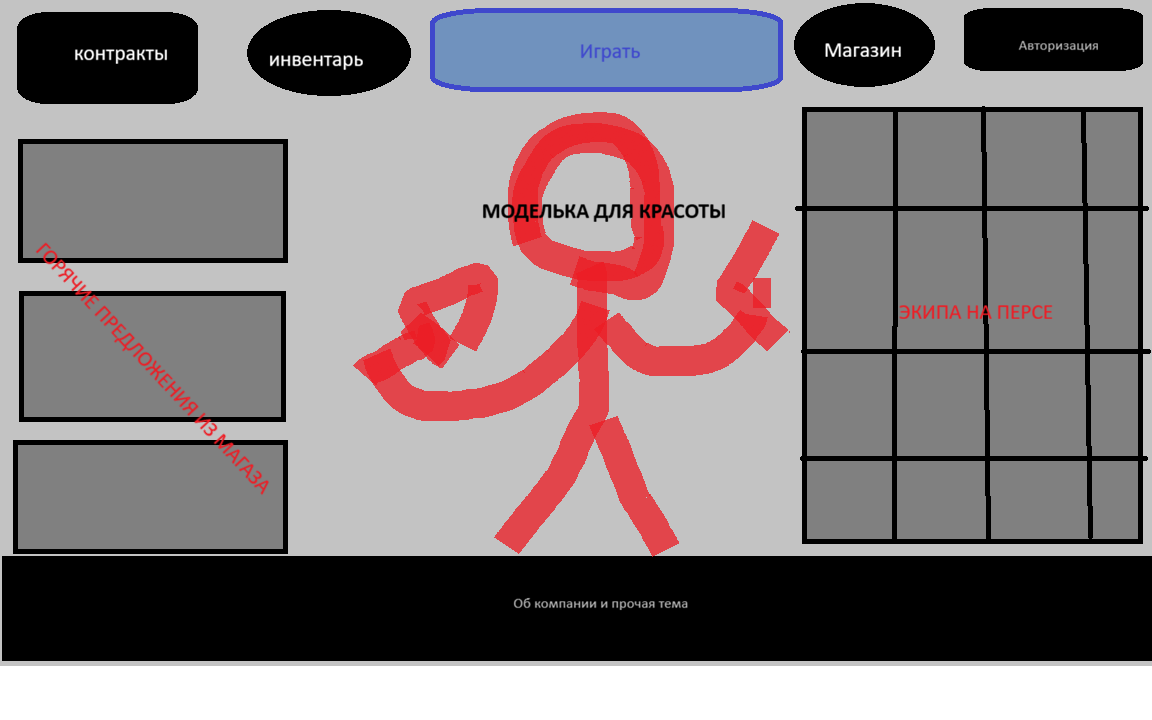 контракты
инвентарь
Играть
Магазин
Авторизация
МОДЕЛЬКА ДЛЯ КРАСОТЫ
ГОРЯЧИЕ ПРЕДЛОЖЕНИЯ ИЗ МАГАЗА
ЭКИПА НА ПЕРСЕ
Об компании и прочая тема